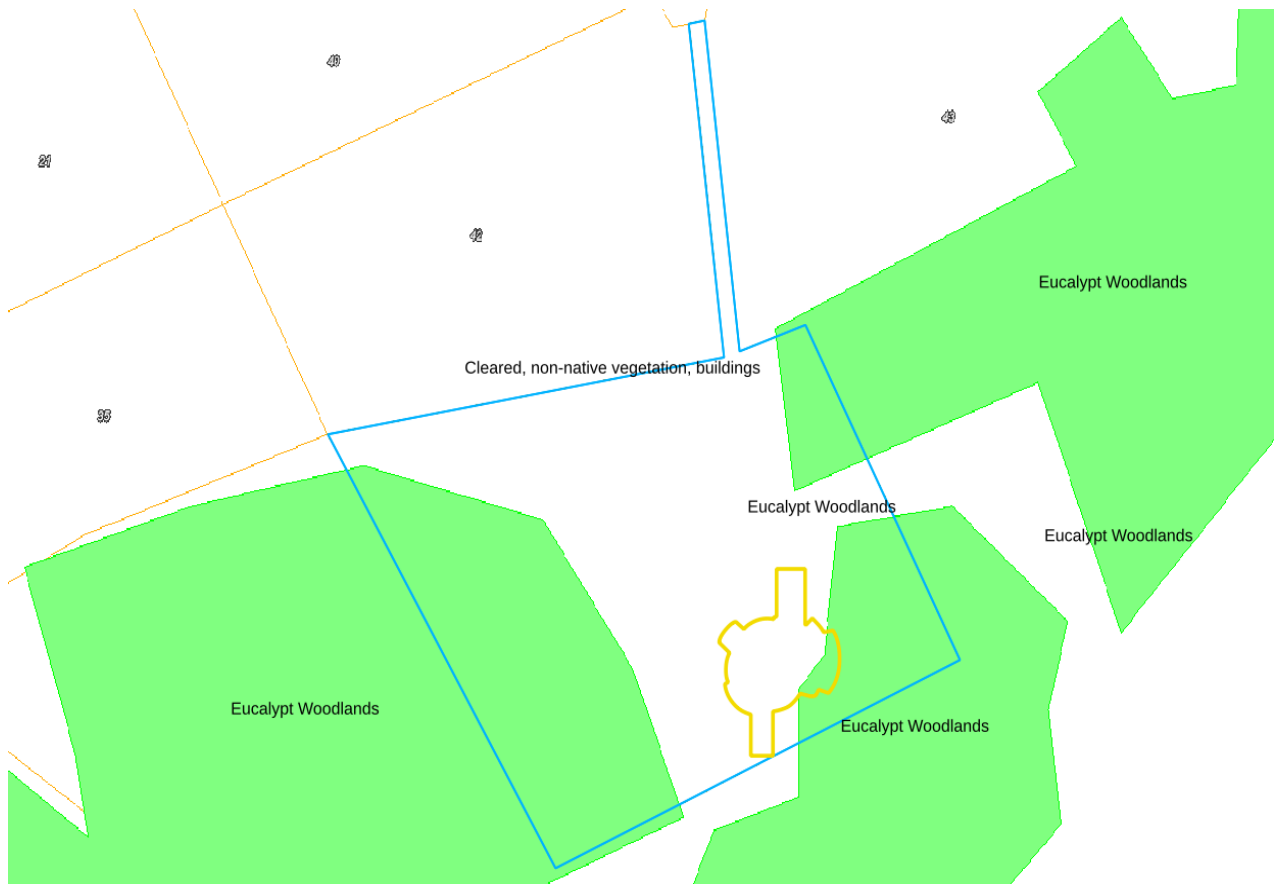 40
43
21
42
Eucalypt Woodlands
Cleared, non-native vegetation, buildings
35
Eucalypt Woodlands
Eucalypt Woodlands
Eucalypt Woodlands
Eucalypt Woodlands